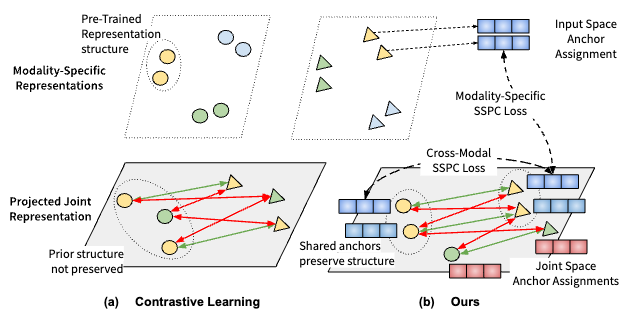 Pre-Trained
Representation
structure
Modality-Specific
Representations
Input Space
Anchor
Assignment
Modality-Specific
SSPC Loss
Cross-Modal
SSPC Loss
Projected Joint
Representation
Prior structure
not preserved
Shared anchors
preserve structure
Joint Space
Anchor Assignments
(a) Contrastive Learning
(b) Ours